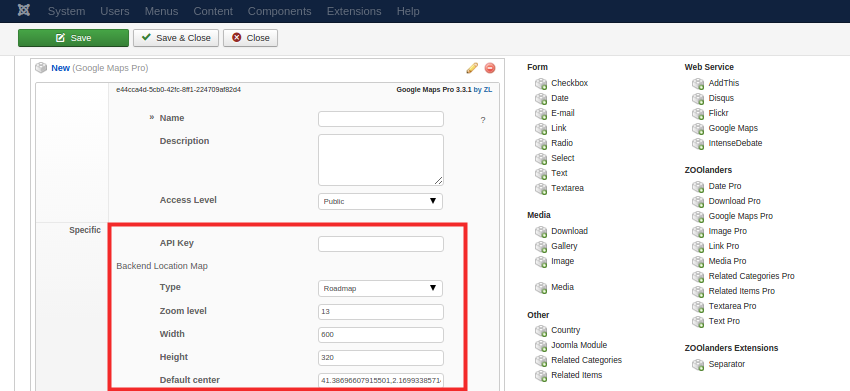 System Users Menus Content Components Extensions Help
Save Save & Close Close
New (Google Maps Pro)
e44cca4d-5cb0-42fc-8ff1-224709af82d4 Google Maps Pro 3.3.1 by ZL
» Name ?
Description
Access Level Public
Specific
API Key
Backend Location Map
Type Roadmap
Zoom level 13
Width 600
Height 320
Default center 41.38696607915501,2.1699338571
Form
Checkbox
Date
E-mail
Link
Radio
Select
Text
Textarea
Media
Download
Gallery
Image
Media
Other
Country
Joomla Module
Related Categories
Related Items
Web Service
AddThis
Disqus
Flickr
Google Maps
IntenseDebate
ZOOlanders
Date Pro
Download Pro
Google Maps Pro
Image Pro
Link Pro
Media Pro
Related Categories Pro
Related Items Pro
Textarea Pro
Text Pro
ZOOlanders Extensions
Separator